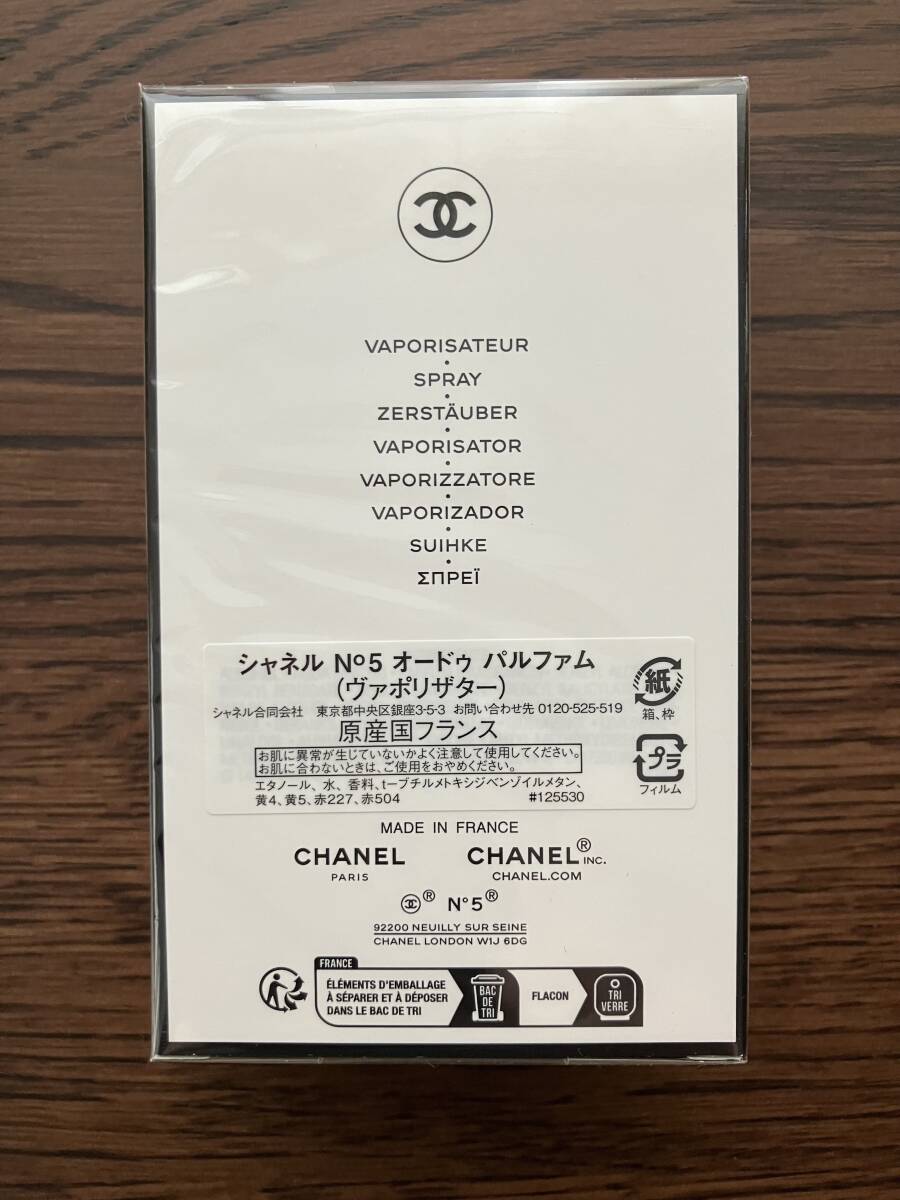 VAPORISATEUR
SPRAY
ZERSTÄUBER
VAPORISATOR
VAPORIZZATORE
VAPORIZADOR
SUIHKE
ΣΠΡΕΪ
シャネル Nº5 オードゥ パルファム
(ヴァポリザター)
シャネル合同会社 東京都中央区銀座3-5-3 お問い合わせ先 0120-525-519
原産国フランス
お肌に異常が生じていないかよく注意して使用してください。
お肌に合わないときは、ご使用をおやめください。
エタノール、水、香料、t-ブチルメトキシジベンゾイルメタン、
黄4、黄5、赤227、赤504 #125530
紙
箱、枠
プラ
フィルム
MADE IN FRANCE
CHANEL CHANEL® INC.
PARIS CHANEL.COM
® N°5®
92200 NEUILLY SUR SEINE
CHANEL LONDON W1J 6DG
FRANCE
ÉLÉMENTS D'EMBALLAGE
À SÉPARER ET À DÉPOSER
DANS LE BAC DE TRI
BAC
DE
TRI
FLACON
TRI
VERRE